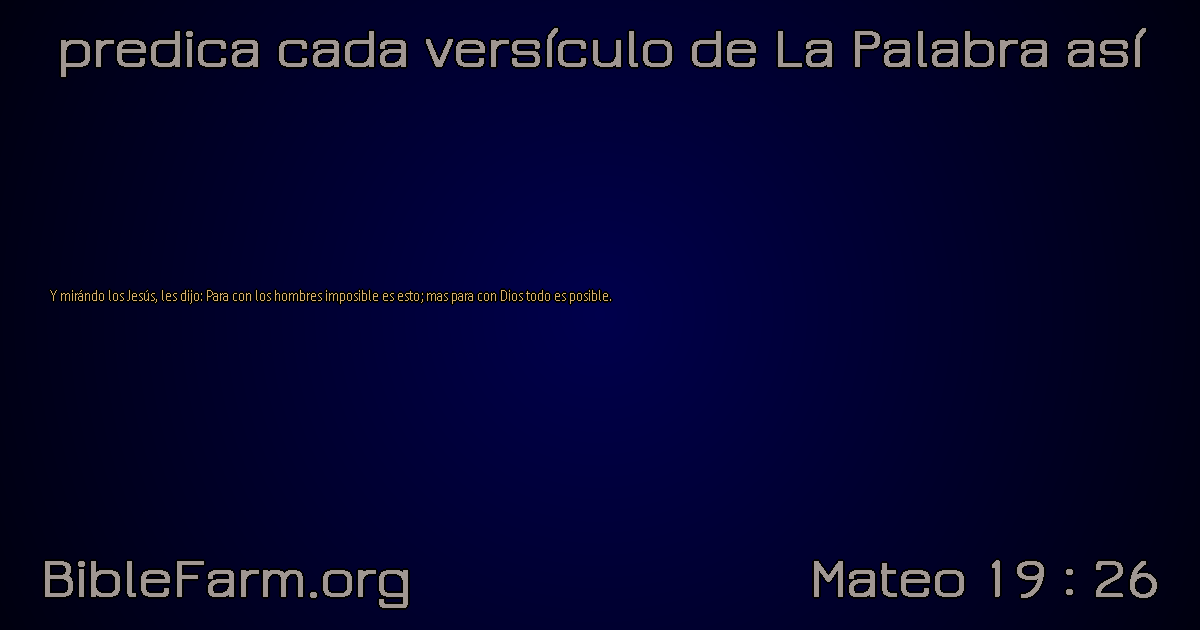 predica cada versículo de La Palabra así
Y mirándo los Jesús, les dijo: Para con los hombres imposible es esto; mas para con Dios todo es posible.
BibleFarm.org
Mateo 19 : 26